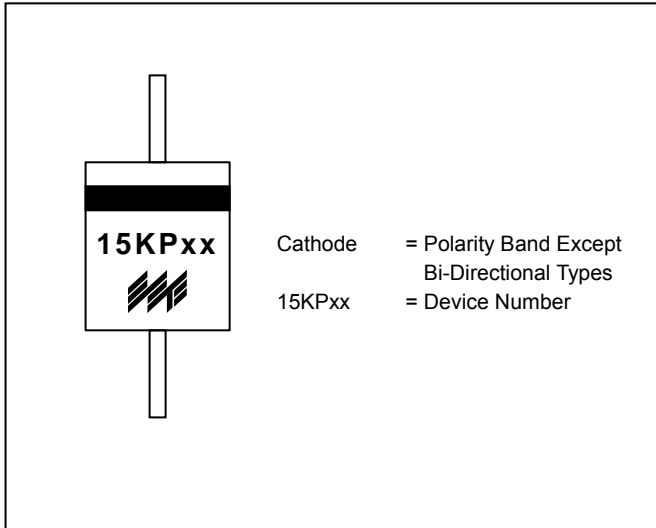 15KPxx
Cathode = Polarity Band Except
Bi-Directional Types
15KPxx = Device Number